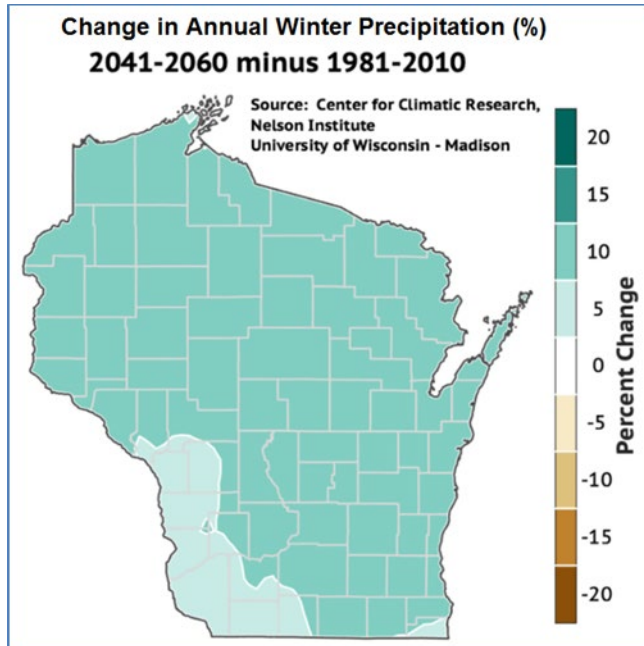 Change in Annual Winter Precipitation (%)
2041-2060 minus 1981-2010
Source: Center for Climatic Research,
Nelson Institute
University of Wisconsin - Madison
20
15
10
5
0
-5
-10
-15
-20
Percent Change